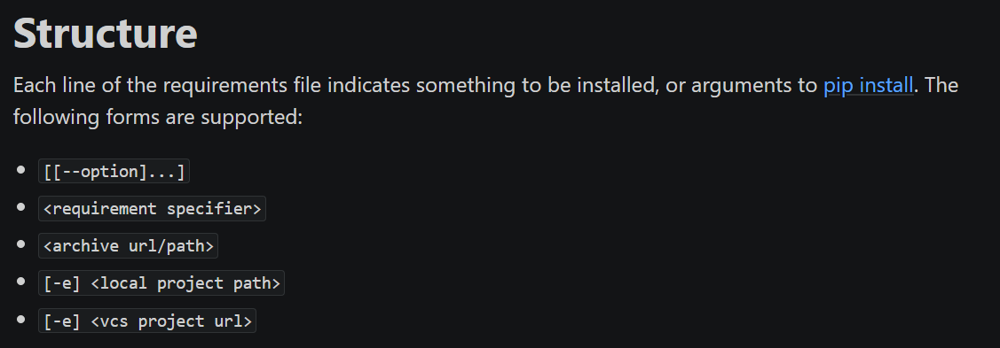 Structure
Each line of the requirements file indicates something to be installed, or arguments to pip install. The
following forms are supported:
[[--option]...]
<requirement specifier>
<archive url/path>
[-e] <local project path>
[-e] <vcs project url>